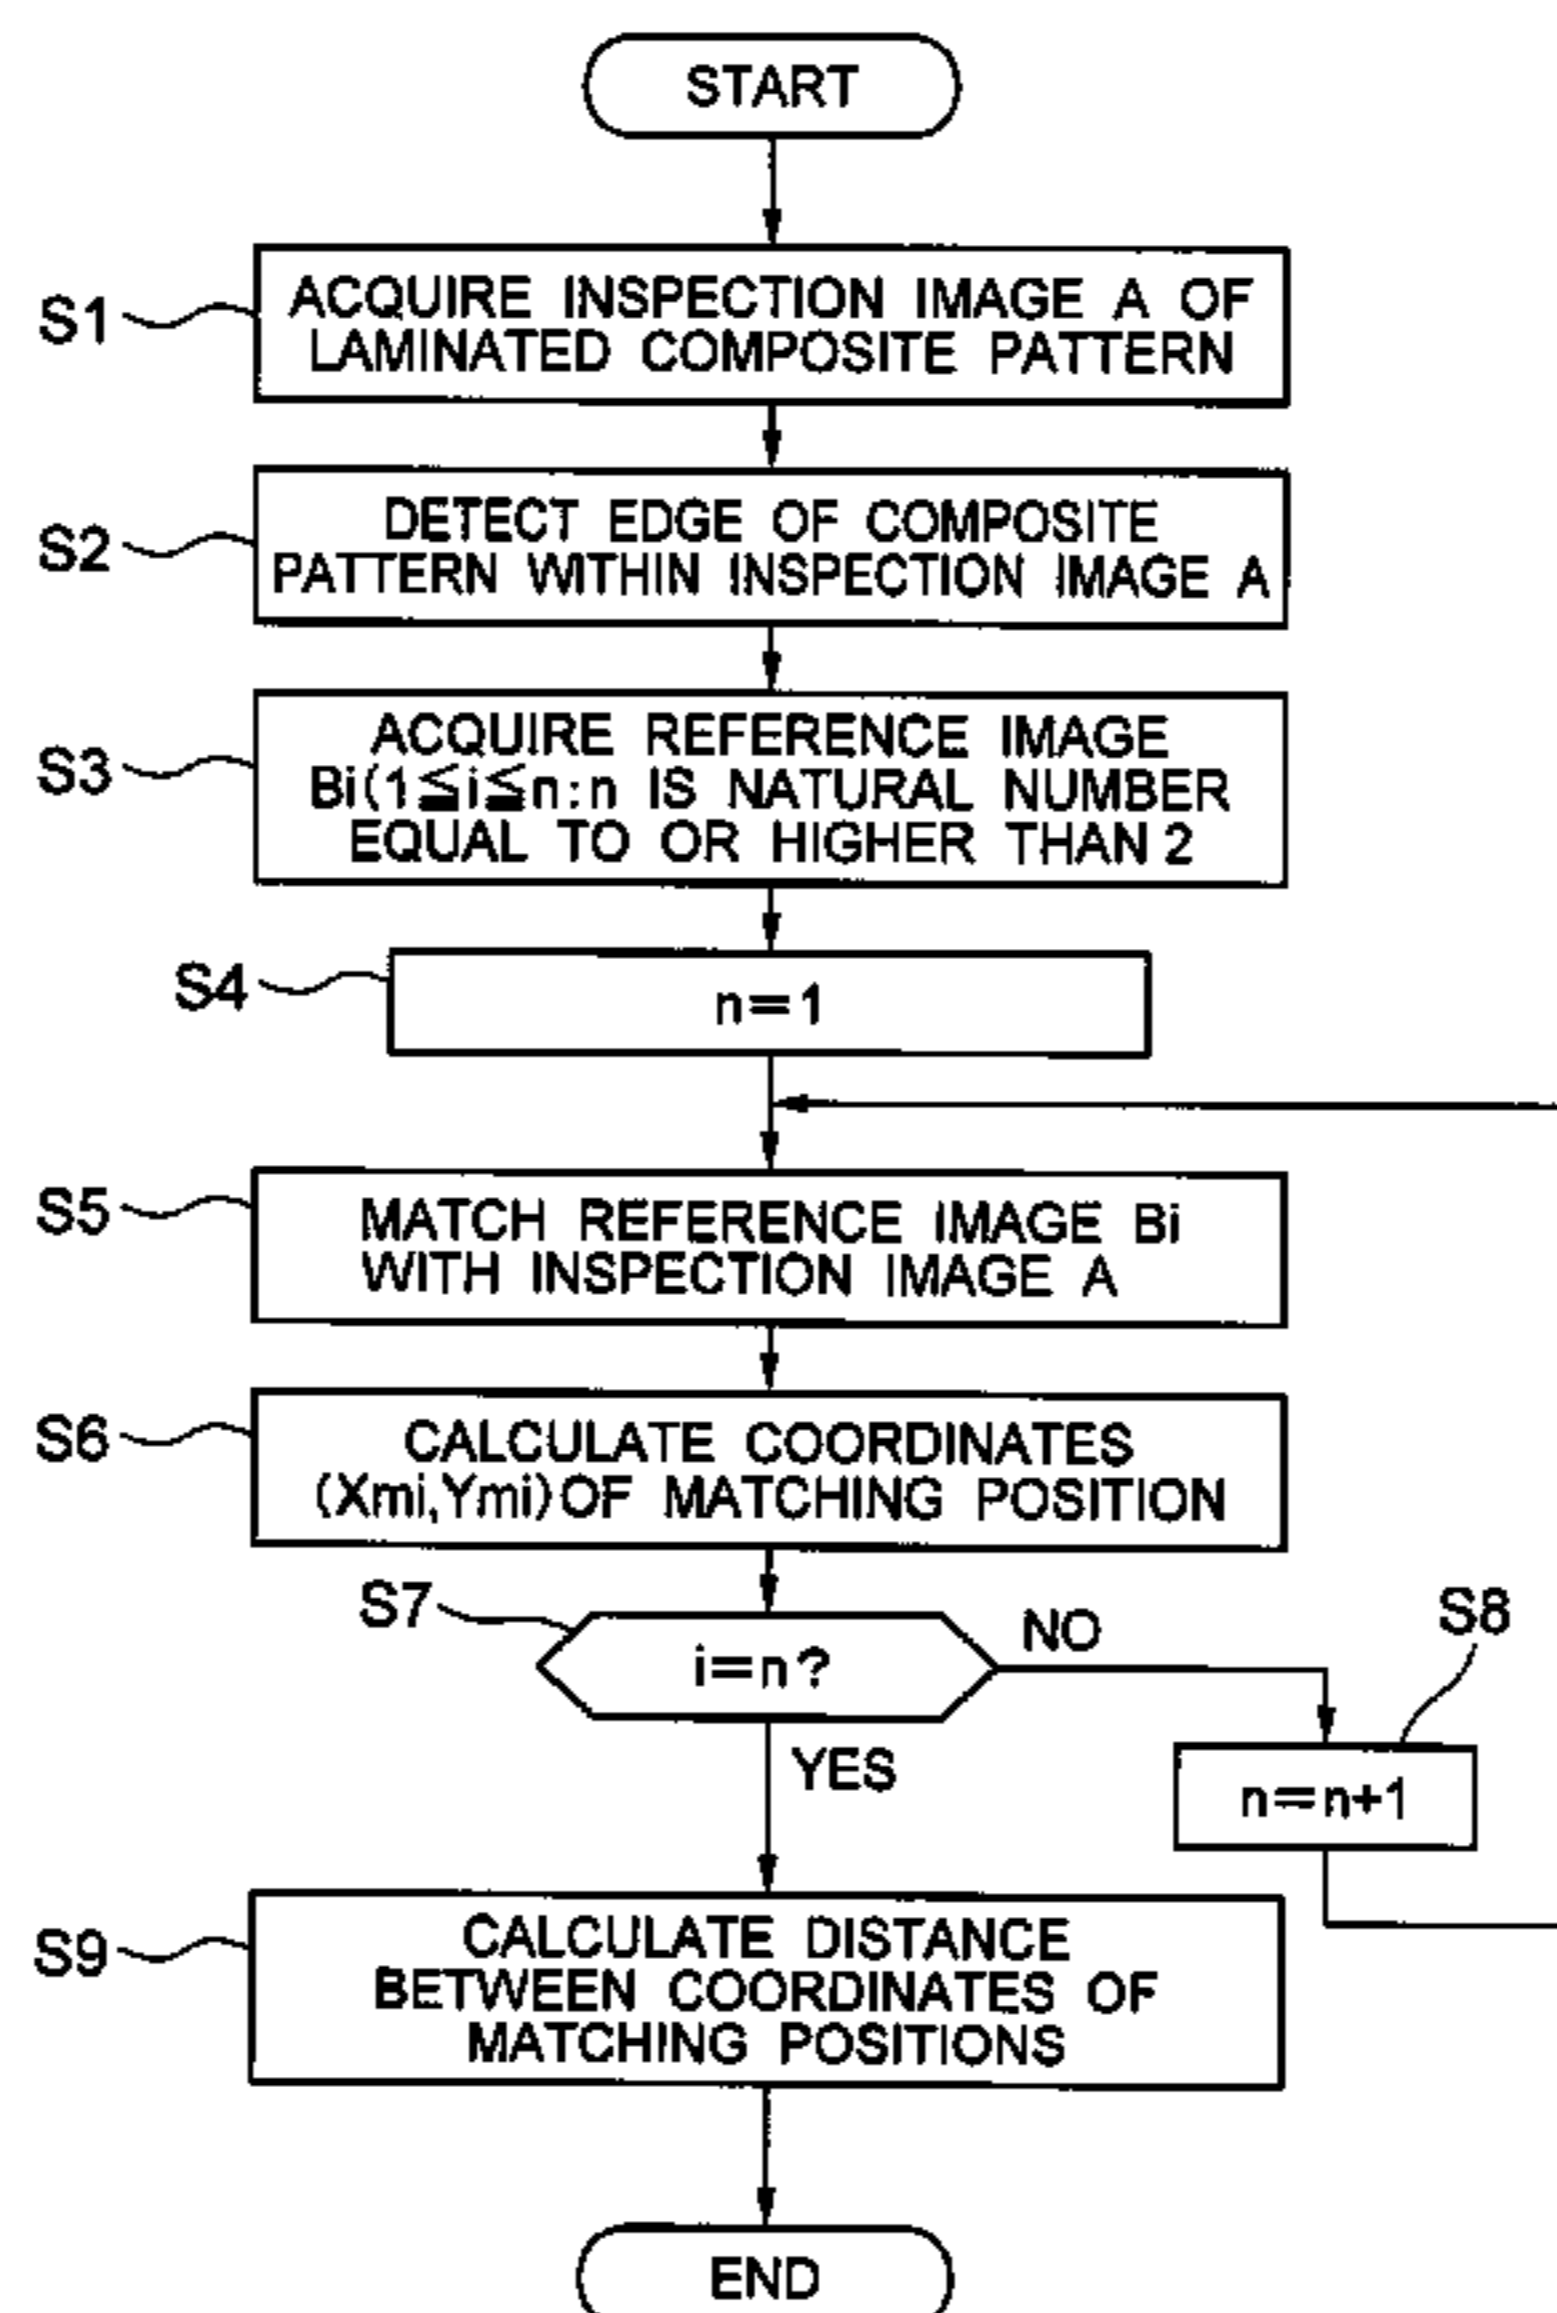 START
S1
ACQUIRE INSPECTION IMAGE A OF
LAMINATED COMPOSITE PATTERN
S2
DETECT EDGE OF COMPOSITE
PATTERN WITHIN INSPECTION IMAGE A
S3
ACQUIRE REFERENCE IMAGE
Bi(1≦i≦n:n IS NATURAL NUMBER
EQUAL TO OR HIGHER THAN 2
S4
n=1
S5
MATCH REFERENCE IMAGE Bi
WITH INSPECTION IMAGE A
S6
CALCULATE COORDINATES
(Xmi,Ymi)OF MATCHING POSITION
S7
i=n?
NO
YES
S8
n=n+1
S9
CALCULATE DISTANCE
BETWEEN COORDINATES OF
MATCHING POSITIONS
END